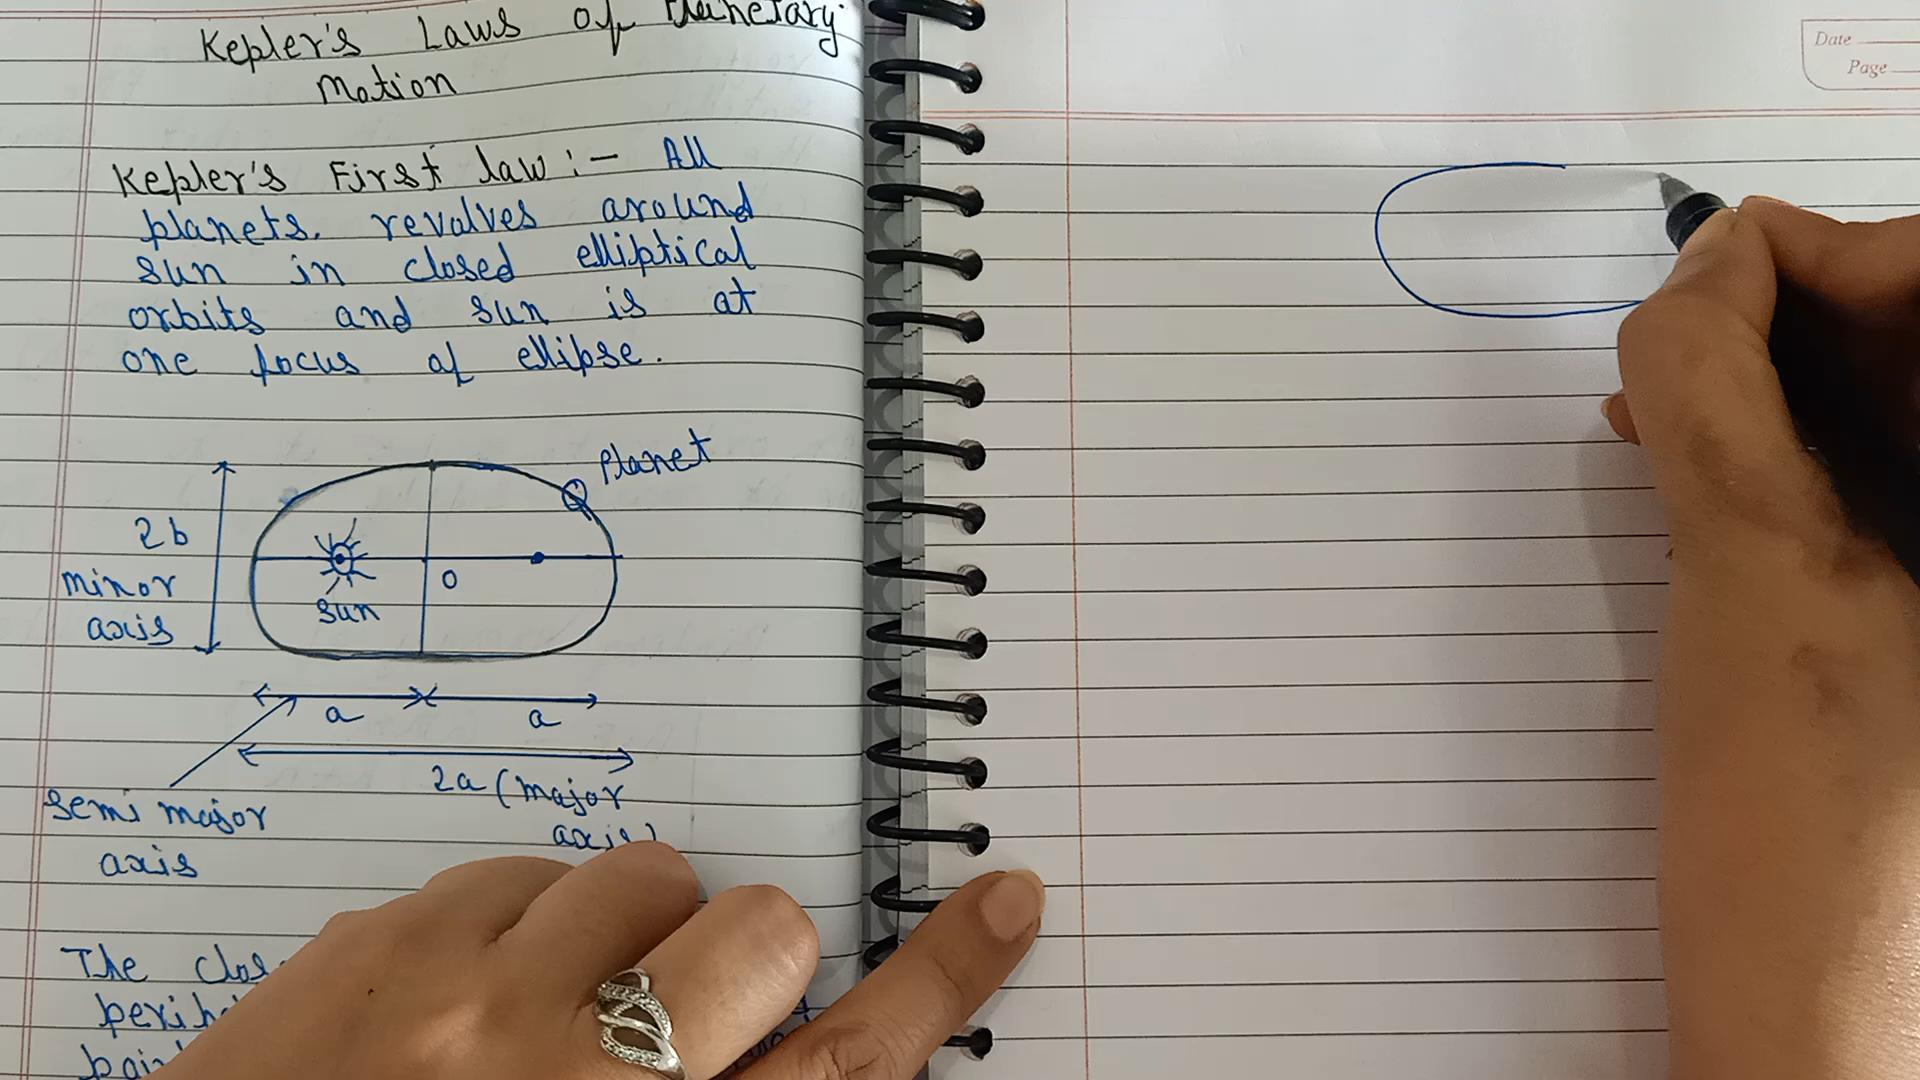 Kepler's Laws of Planetary
Motion
Kepler's First law :- All
planets. revolves around
sun in closed elliptical
orbits and sun is at
one focus of ellipse.
Planet
2b
minor
axis
O
sun
a a
2a (major
axis)
semi major
axis
The
Date
Page